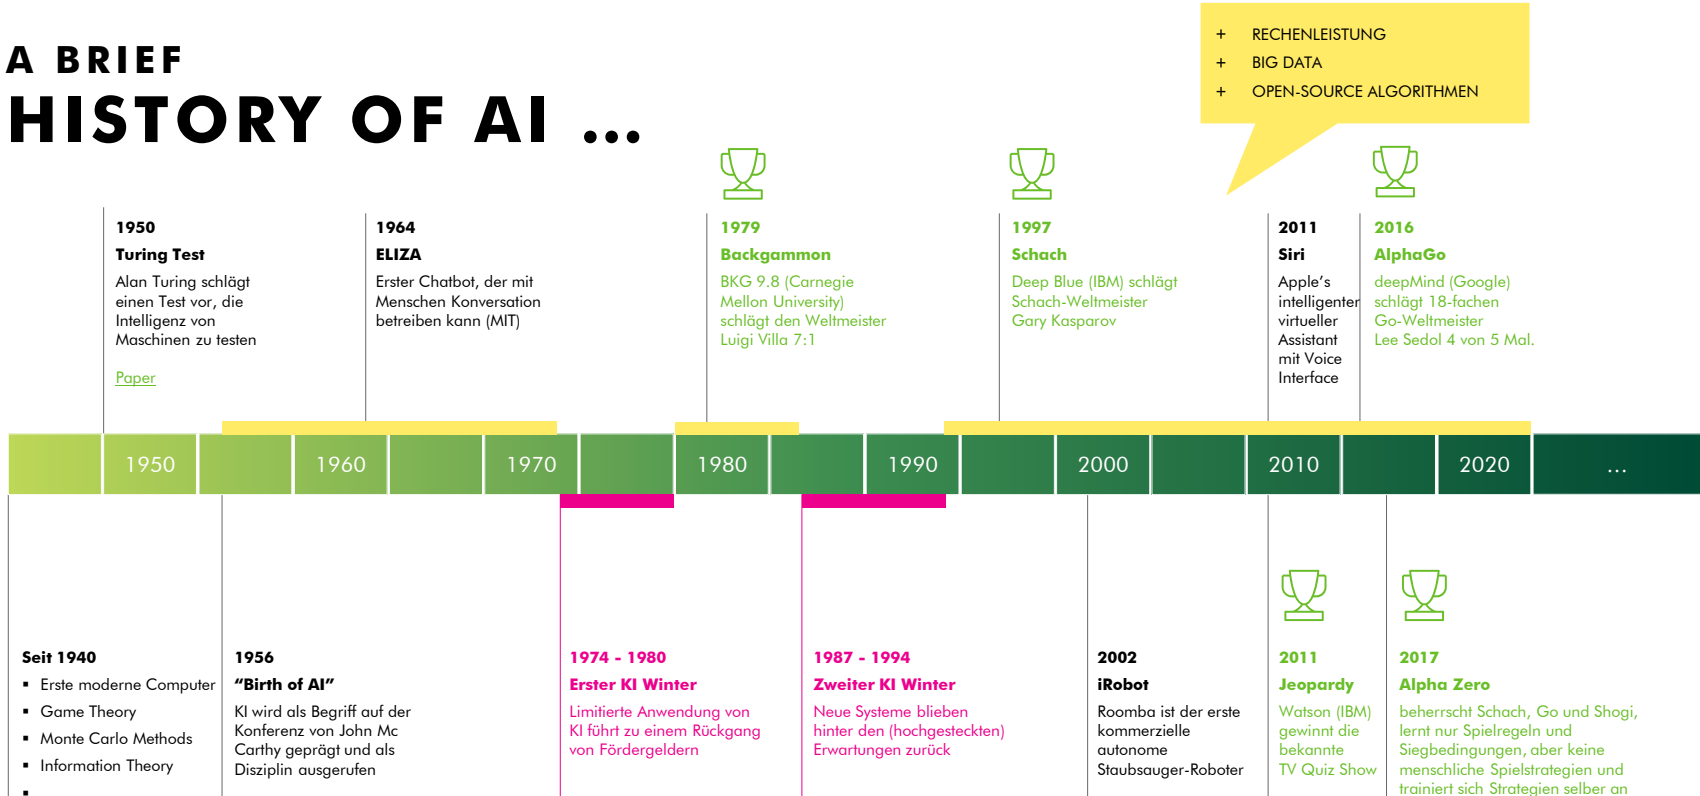 A BRIEF
HISTORY OF AI ...
+ RECHENLEISTUNG
+ BIG DATA
+ OPEN-SOURCE ALGORITHMEN
1950
Turing Test
Alan Turing schlägt
einen Test vor, die
Intelligenz von
Maschinen zu testen
Paper
1964
ELIZA
Erster Chatbot, der mit
Menschen Konversation
betreiben kann (MIT)
1979
Backgammon
BKG 9.8 (Carnegie
Mellon University)
schlägt den Weltmeister
Luigi Villa 7:1
1997
Schach
Deep Blue (IBM) schlägt
Schach-Weltmeister
Gary Kasparov
2011
Siri
Apple's
intelligenter
virtueller
Assistant
mit Voice
Interface
2016
AlphaGo
deepMind (Google)
schlägt 18-fachen
Go-Weltmeister
Lee Sedol 4 von 5 Mal.
1950
1960
1970
1980
1990
2000
2010
2020
...
Seit 1940
▪ Erste moderne Computer
▪ Game Theory
▪ Monte Carlo Methods
▪ Information Theory
▪
1956
“Birth of AI”
KI wird als Begriff auf der
Konferenz von John Mc
Carthy geprägt und als
Disziplin ausgerufen
1974 - 1980
Erster KI Winter
Limitierte Anwendung von
KI führt zu einem Rückgang
von Fördergeldern
1987 - 1994
Zweiter KI Winter
Neue Systeme blieben
hinter den (hochgesteckten)
Erwartungen zurück
2002
iRobot
Roomba ist der erste
kommerzielle
autonome
Staubsauger-Roboter
2011
Jeopardy
Watson (IBM)
gewinnt die
bekannte
TV Quiz Show
2017
Alpha Zero
beherrscht Schach, Go und Shogi,
lernt nur Spielregeln und
Siegbedingungen, aber keine
menschliche Spielstrategien und
trainiert sich Strategien selber an